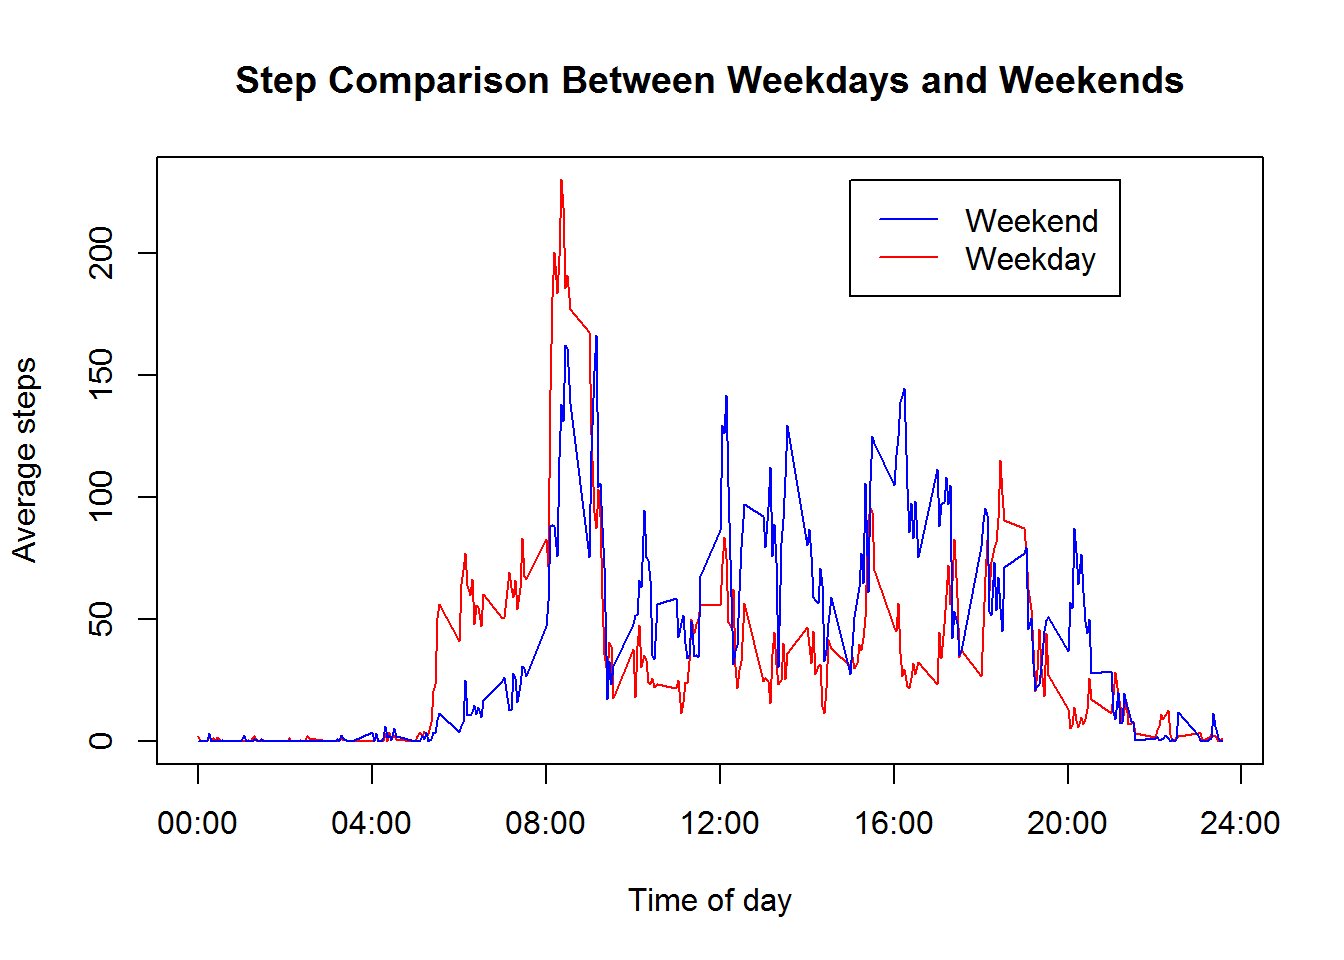 Step Comparison Between Weekdays and Weekends
Weekend
Weekday
200
150
100
50
0
Average steps
00:00 04:00 08:00 12:00 16:00 20:00 24:00
Time of day